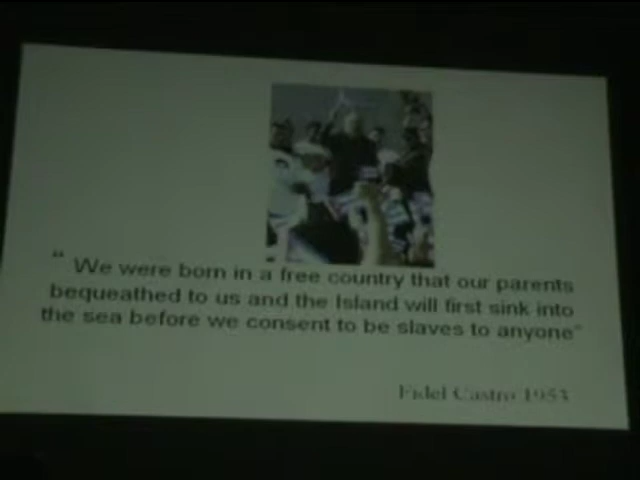 “ We were born in a free country that our parents
bequeathed to us and the Island will first sink into
the sea before we consent to be slaves to anyone”
Fidel Castro 1953